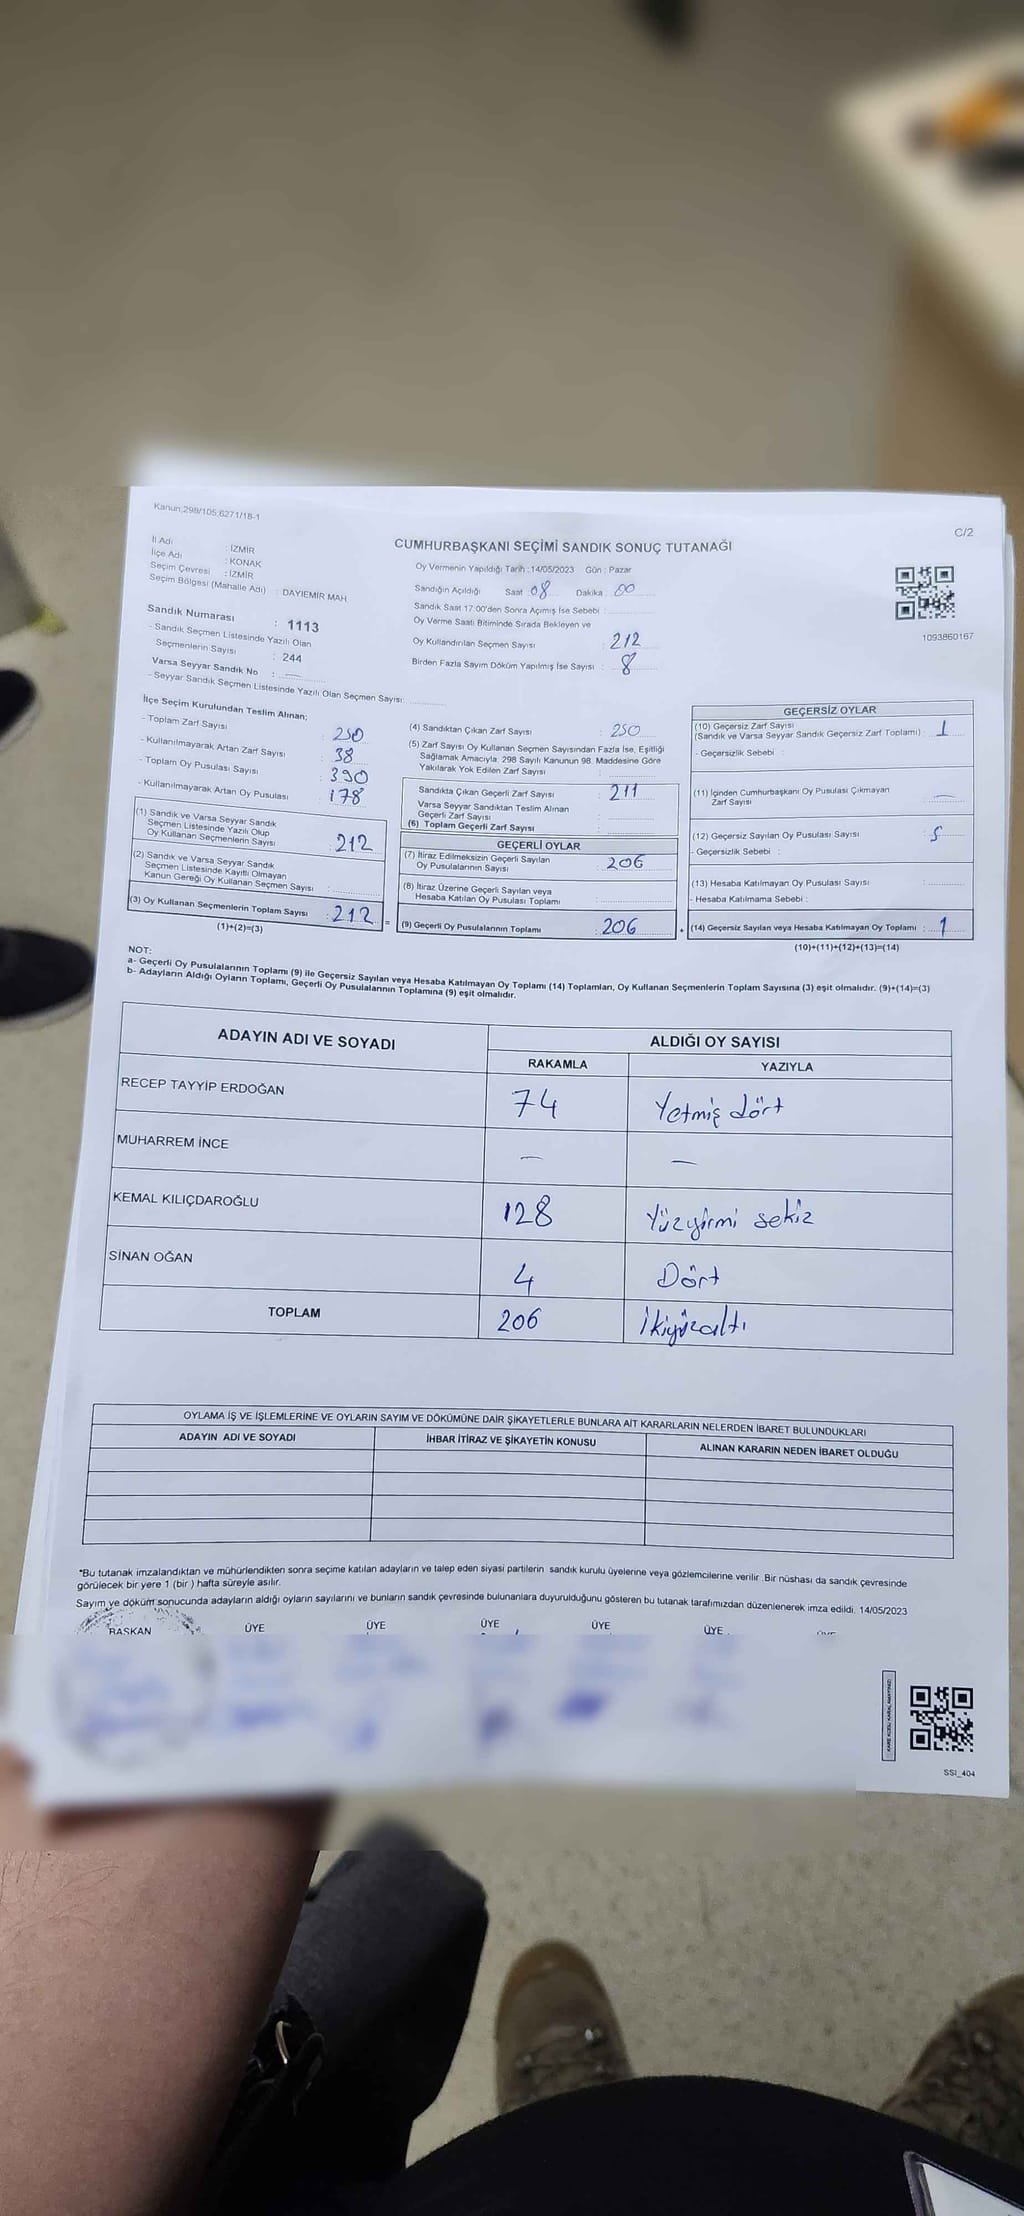 Kanun,298/105,6271/18-1
C/2
CUMHURBAŞKANI SEÇİMİ SANDIK SONUÇ TUTANAĞI
İl Adı : İZMİR
İlçe Adı : KONAK
Seçim Çevresi : İZMİR
Seçim Bölgesi (Mahalle Adı) : DAYIEMİR MAH.
Sandık Numarası : 1113
- Sandık Seçmen Listesinde Yazılı Olan
Seçmenlerin Sayısı : 244
Varsa Seyyar Sandık No : —
- Seyyar Sandık Seçmen Listesinde Yazılı Olan Seçmen Sayısı
Oy Vermenin Yapıldığı Tarih :14/05/2023 Gün : Pazar
Sandığın Açıldığı Saat 08 Dakika : 00
Sandık Saat 17:00'den Sonra Açımış İse Sebebi :
Oy Verme Saati Bitiminde Sırada Bekleyen ve
Oy Kullandırılan Seçmen Sayısı : 212
Birden Fazla Sayım Döküm Yapılmış İse Sayısı : 8
1093860167
İlçe Seçim Kurulundan Teslim Alınan;
- Toplam Zarf Sayısı : 250
- Kullanılmayarak Artan Zarf Sayısı : 38
- Toplam Oy Pusulası Sayısı : 390
- Kullanılmayarak Artan Oy Pusulası : 178
(1) Sandık ve Varsa Seyyar Sandık
Seçmen Listesinde Yazılı Olup
Oy Kullanan Seçmenlerin Sayısı : 212
(2) Sandık ve Varsa Seyyar Sandık
Seçmen Listesinde Kayıtlı Olmayan
Kanun Gereği Oy Kullanan Seçmen Sayısı :
(3) Oy Kullanan Seçmenlerin Toplam Sayısı : 212
(1)+(2)=(3)
(4) Sandıktan Çıkan Zarf Sayısı : 250
(5) Zarf Sayısı Oy Kullanan Seçmen Sayısından Fazla İse, Eşitliği
Sağlamak Amacıyla; 298 Sayılı Kanunun 98. Maddesine Göre
Yakılarak Yok Edilen Zarf Sayısı :
Sandıkta Çıkan Geçerli Zarf Sayısı : 211
Varsa Seyyar Sandıktan Teslim Alınan
Geçerli Zarf Sayısı :
(6) Toplam Geçerli Zarf Sayısı :
GEÇERLİ OYLAR
(7) İtiraz Edilmeksizin Geçerli Sayılan
Oy Pusulalarının Sayısı : 206
(8) İtiraz Üzerine Geçerli Sayılan veya
Hesaba Katılan Oy Pusulası Toplamı :
(9) Geçerli Oy Pusulalarının Toplamı : 206
GEÇERSİZ OYLAR
(10) Geçersiz Zarf Sayısı
(Sandık ve Varsa Seyyar Sandık Geçersiz Zarf Toplamı) : 1
- Geçersizlik Sebebi :
(11) İçinden Cumhurbaşkanı Oy Pusulası Çıkmayan
Zarf Sayısı : —
(12) Geçersiz Sayılan Oy Pusulası Sayısı : 5
- Geçersizlik Sebebi :
(13) Hesaba Katılmayan Oy Pusulası Sayısı :
- Hesaba Katılmama Sebebi :
(14) Geçersiz Sayılan veya Hesaba Katılmayan Oy Toplamı : 1
(10)+(11)+(12)+(13)=(14)
NOT:
a- Geçerli Oy Pusulalarının Toplamı (9) ile Geçersiz Sayılan veya Hesaba Katılmayan Oy Toplamı (14) Toplamları, Oy Kullanan Seçmenlerin Toplam Sayısına (3) eşit olmalıdır. (9)+(14)=(3)
b- Adayların Aldığı Oyların Toplamı, Geçerli Oy Pusulalarının Toplamına (9) eşit olmalıdır.
ADAYIN ADI VE SOYADI ALDIĞI OY SAYISI
RAKAMLA YAZIYLA
RECEP TAYYİP ERDOĞAN 74 Yetmiş dört
MUHARREM İNCE — —
KEMAL KILIÇDAROĞLU 128 Yüzyirmi sekiz
SİNAN OĞAN 4 Dört
TOPLAM 206 İkiyüzaltı
OYLAMA İŞ VE İŞLEMLERİNE VE OYLARIN SAYIM VE DÖKÜMÜNE DAİR ŞİKAYETLERLE BUNLARA AİT KARARLARIN NELERDEN İBARET BULUNDUKLARI
ADAYIN ADI VE SOYADI İHBAR İTİRAZ VE ŞİKAYETİN KONUSU ALINAN KARARIN NEDEN İBARET OLDUĞU
*Bu tutanak imzalandıktan ve mühürlendikten sonra seçime katılan adayların ve talep eden siyasi partilerin sandık kurulu üyelerine veya gözlemcilerine verilir .Bir nüshası da sandık çevresinde
görülecek bir yere 1 (bir ) hafta süreyle asılır.
Sayım ve döküm sonucunda adayların aldığı oyların sayılarını ve bunların sandık çevresinde bulunanlara duyurulduğunu gösteren bu tutanak tarafımızdan düzenlenerek imza edildi. 14/05/2023
BAŞKAN ÜYE ÜYE ÜYE ÜYE ÜYE
KARE KODU KARALAMAYINIZ!
SSI_404